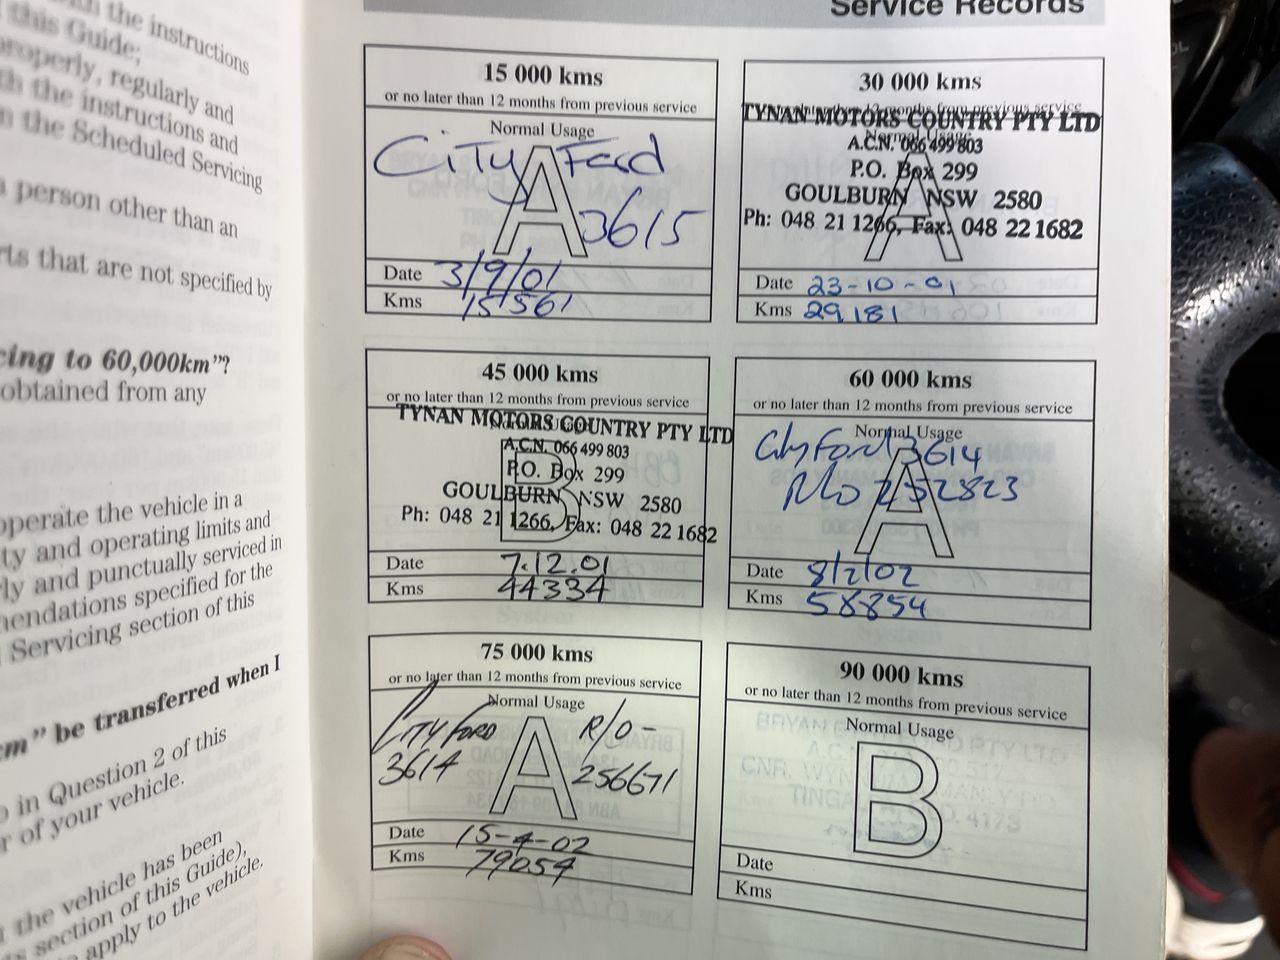 the instructions
this Guide;
properly, regularly and
the instructions and
the Scheduled Servicing
person other than an
that are not specified by
to 60,000km"?
obtained from any
operate the vehicle in a
and operating limits and
and punctually serviced in
specified for the
Servicing section of this
be transferred when I
in Question 2 of this
of your vehicle.
the vehicle has been
section of this Guide),
apply to the vehicle.
Service Records
15 000 kms
or no later than 12 months from previous service
Normal Usage
City Ford
A
3615
Date 3/9/01
Kms 15561
30 000 kms
or no later than 12 months from previous service
Normal Usage
TYNAN MOTORS COUNTRY PTY LTD
A.C.N. 066 499 803
P.O. Box 299
GOULBURN NSW 2580
Ph: 048 21 1266, Fax: 048 22 1682
A
Date 23-10-01
Kms 29181
45 000 kms
or no later than 12 months from previous service
TYNAN MOTORS COUNTRY PTY LTD
A.C.N. 066 499 803
P.O. Box 299
GOULBURN NSW 2580
Ph: 048 21 1266, Fax: 048 22 1682
B
Date 7.12.01
Kms 44334
60 000 kms
or no later than 12 months from previous service
Normal Usage
City Ford 3614
R/O 252823
A
Date 8/2/02
Kms 58854
75 000 kms
or no later than 12 months from previous service
Normal Usage
City Ford R/O-
3614 A 256671
Date 15-4-02
Kms 79054
90 000 kms
or no later than 12 months from previous service
Normal Usage
B
Date
Kms